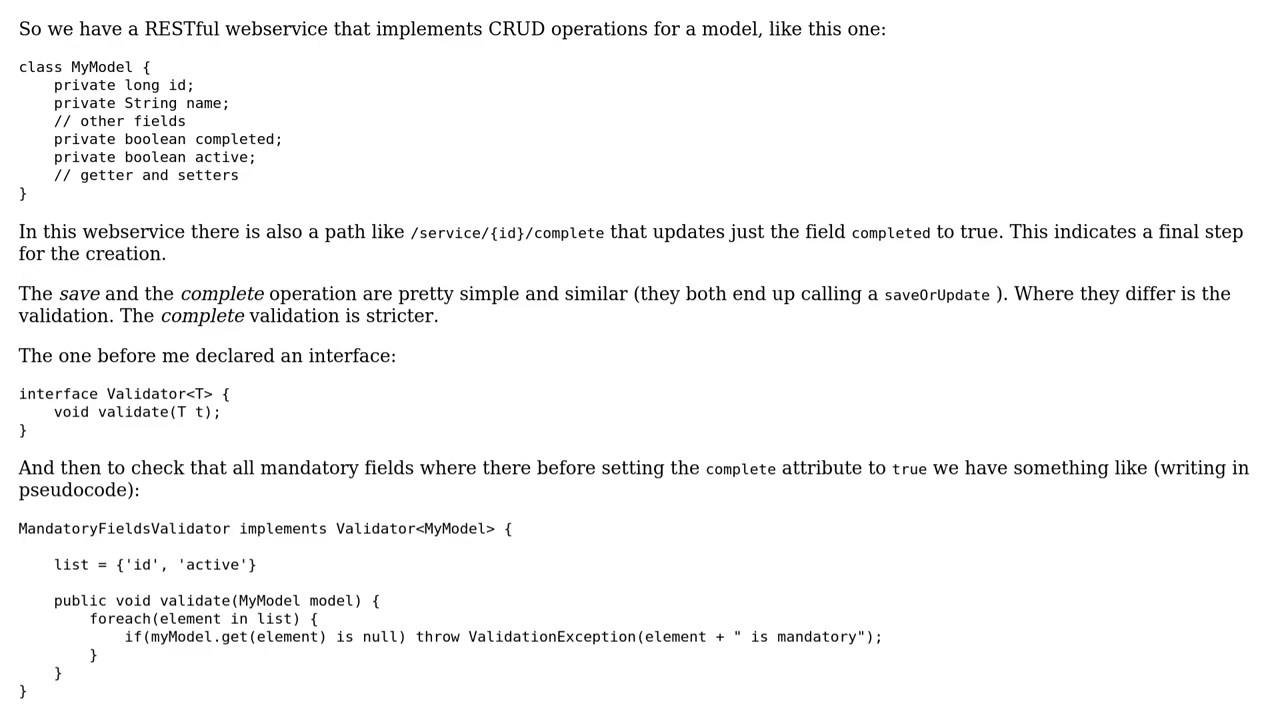 So we have a RESTful webservice that implements CRUD operations for a model, like this one:
class MyModel {
    private long id;
    private String name;
    // other fields
    private boolean completed;
    private boolean active;
    // getter and setters
}
In this webservice there is also a path like /service/{id}/complete that updates just the field completed to true. This indicates a final step
for the creation.
The save and the complete operation are pretty simple and similar (they both end up calling a saveOrUpdate ). Where they differ is the
validation. The complete validation is stricter.
The one before me declared an interface:
interface Validator<T> {
    void validate(T t);
}
And then to check that all mandatory fields where there before setting the complete attribute to true we have something like (writing in
pseudocode):
MandatoryFieldsValidator implements Validator<MyModel> {
    list = {'id', 'active'}
    public void validate(MyModel model) {
        foreach(element in list) {
            if(myModel.get(element) is null) throw ValidationException(element + " is mandatory");
        }
    }
}